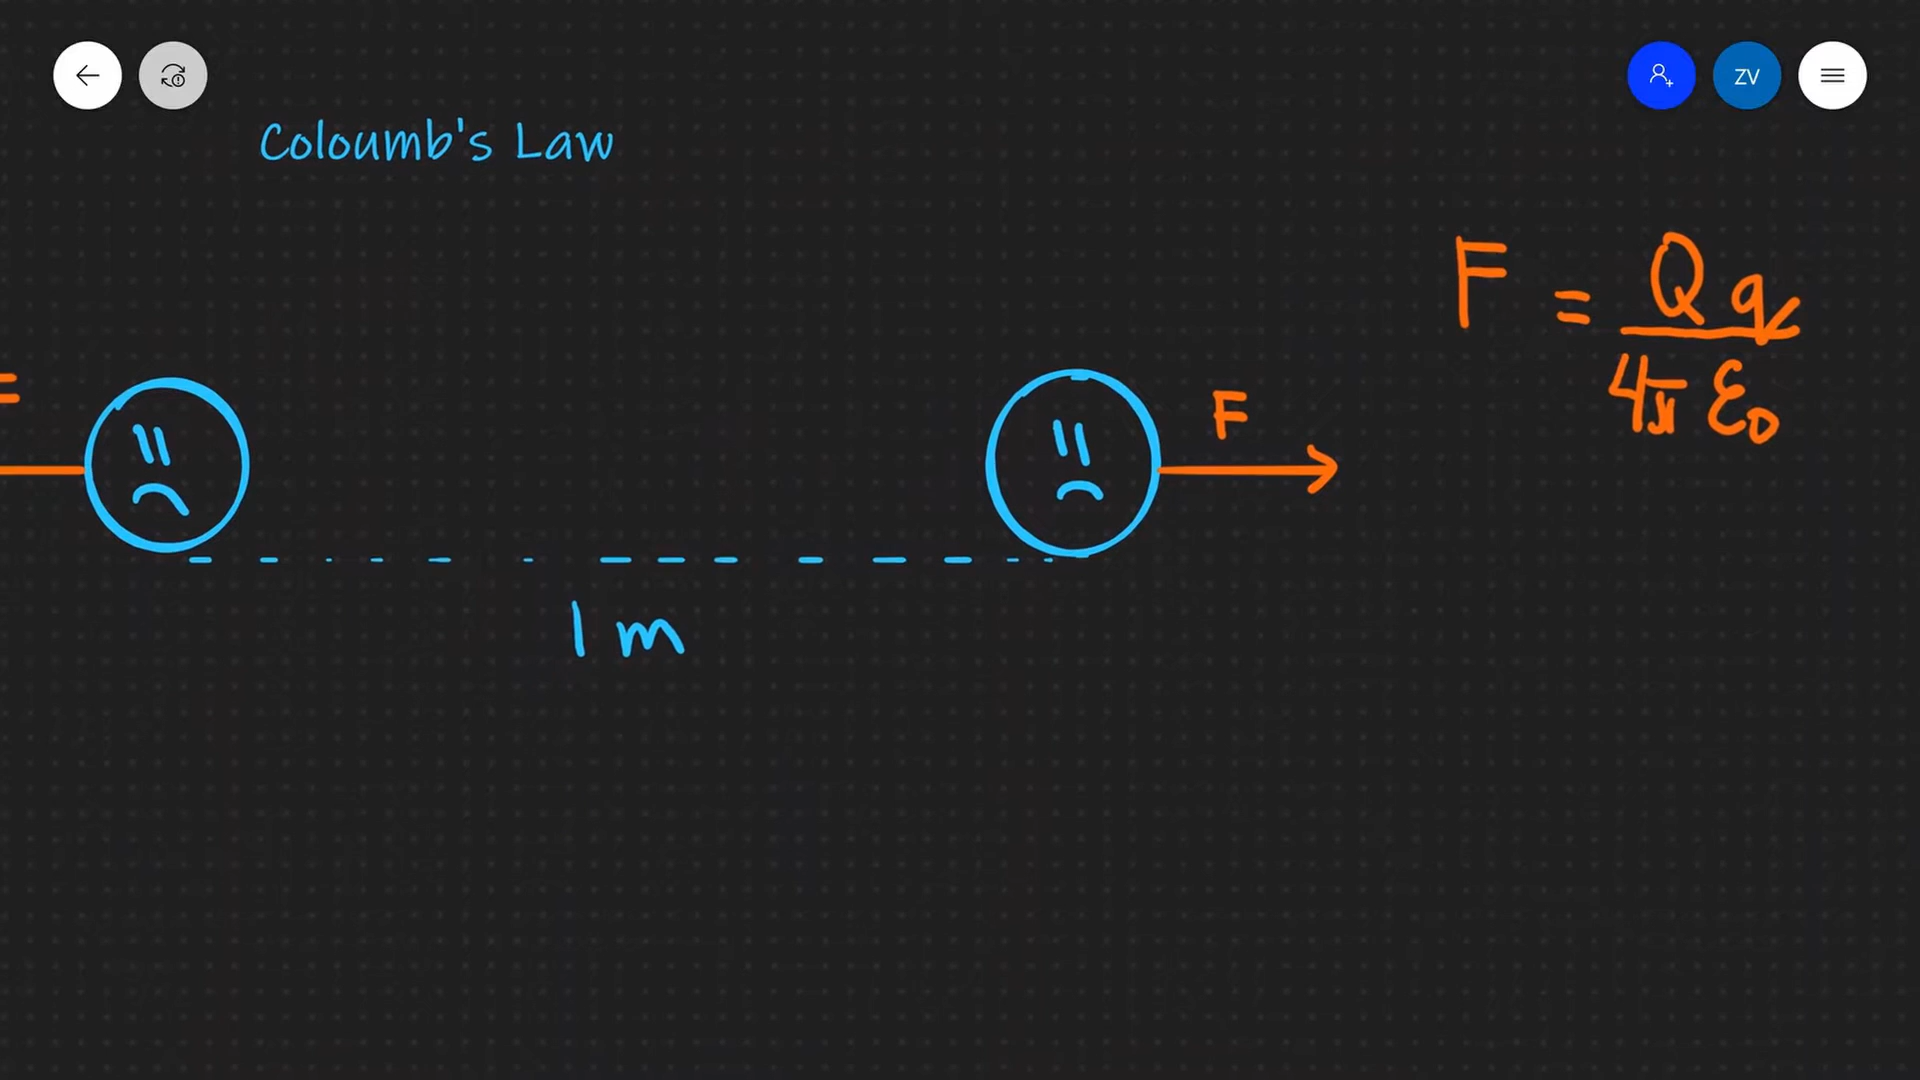 ZV
Coloumb's Law
F = Qq
4π ε₀
F
1 m